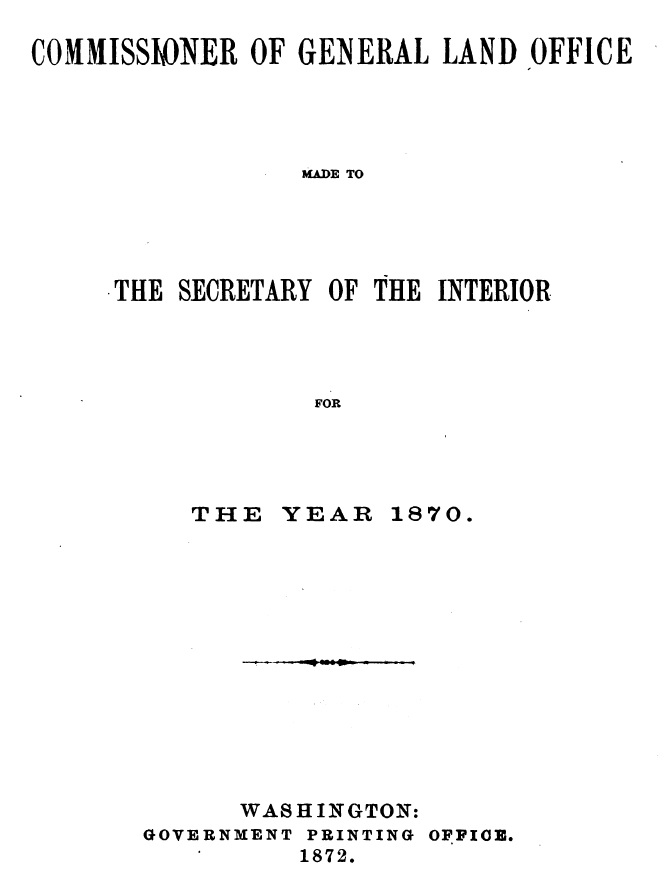 COMMISSIONER OF GENERAL LAND OFFICE
MADE TO
THE SECRETARY OF THE INTERIOR
FOR
THE YEAR 1870.
WASHINGTON:
GOVERNMENT PRINTING OFFICE.
1872.